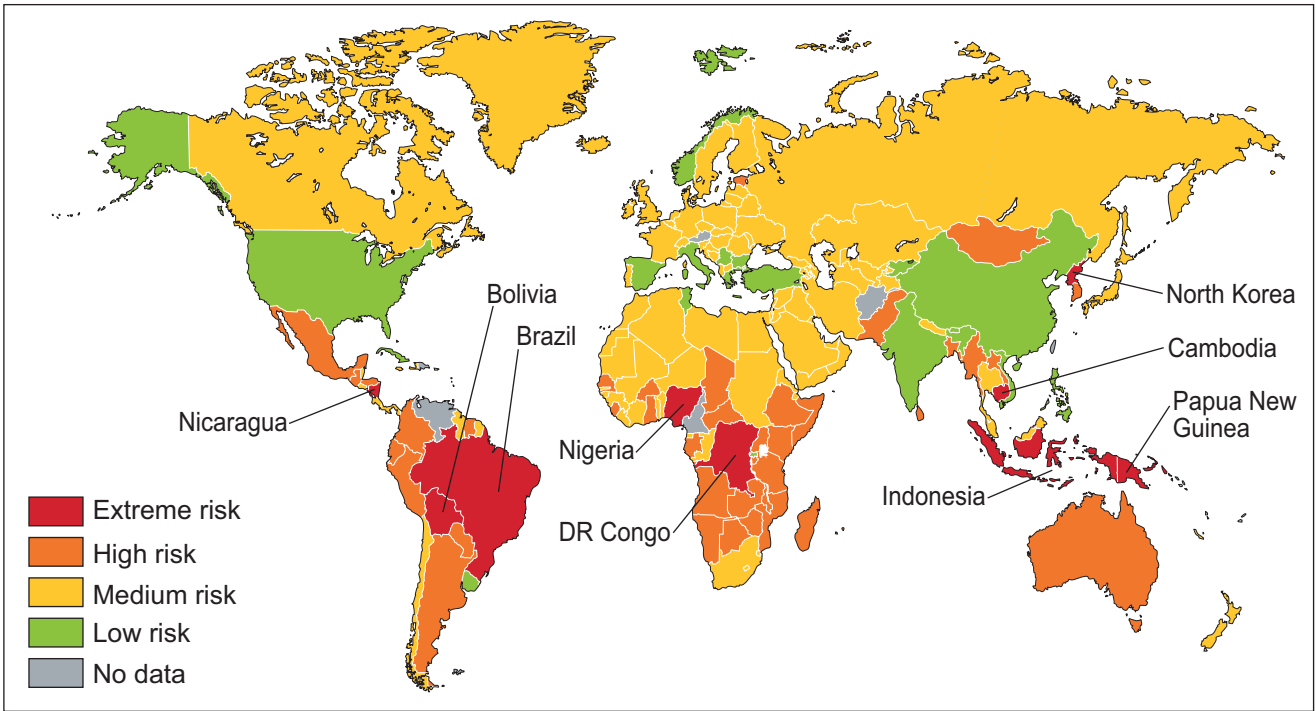 Bolivia
Brazil
North Korea
Cambodia
Nicaragua
Papua New
Guinea
Nigeria
Indonesia
DR Congo
Extreme risk
High risk
Medium risk
Low risk
No data